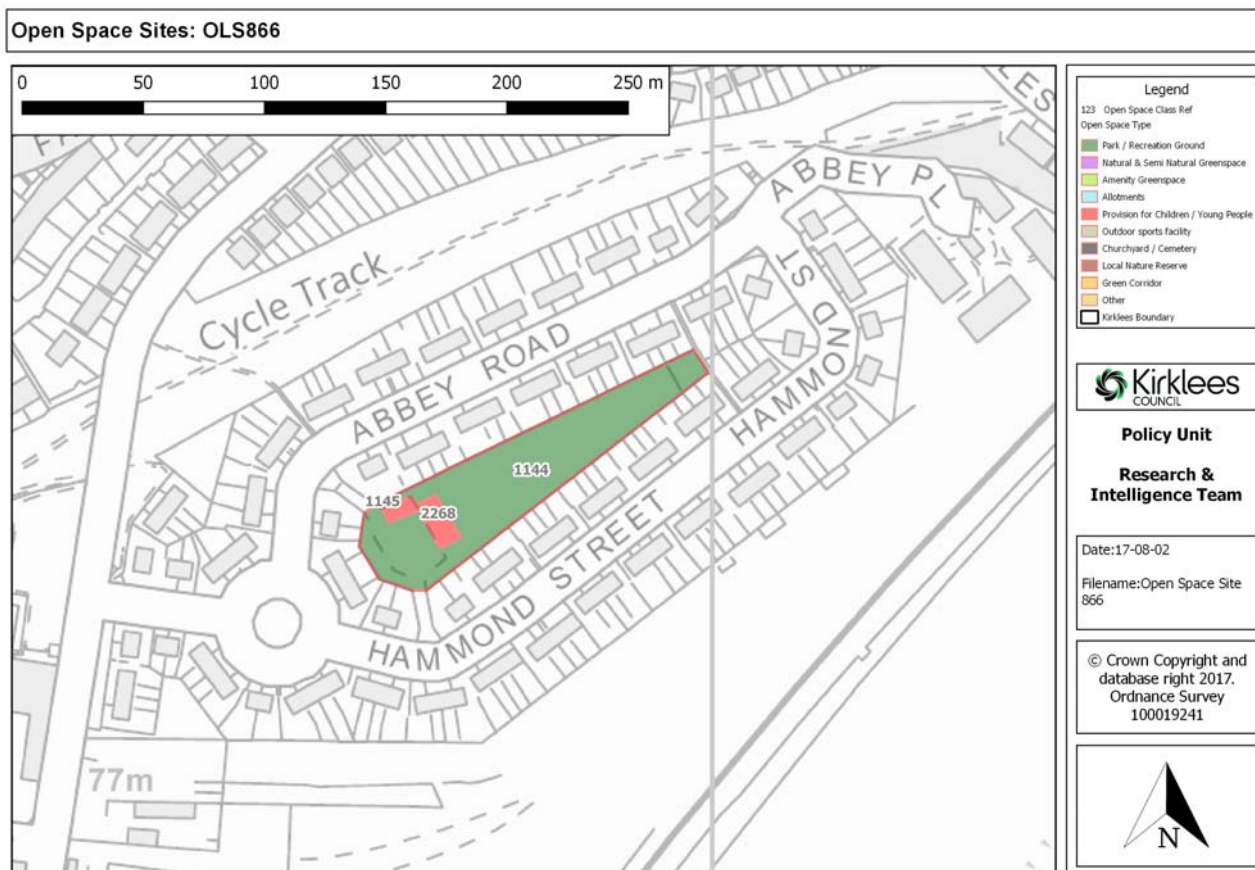 Open Space Sites: OLS866
0 50 100 150 200 250 m
Cycle Track
ABBEY PL
ABBEY ROAD
HAMMOND ST
HAMMOND STREET
1144
1145
2268
77m
Legend
123 Open Space Class Ref
Open Space Type
Park / Recreation Ground
Natural & Semi Natural Greenspace
Amenity Greenspace
Allotments
Provision for Children / Young People
Outdoor sports facility
Churchyard / Cemetery
Local Nature Reserve
Green Corridor
Other
Kirklees Boundary
Kirklees
COUNCIL
Policy Unit
Research &
Intelligence Team
Date:17-08-02
Filename:Open Space Site
866
© Crown Copyright and
database right 2017.
Ordnance Survey
100019241
N